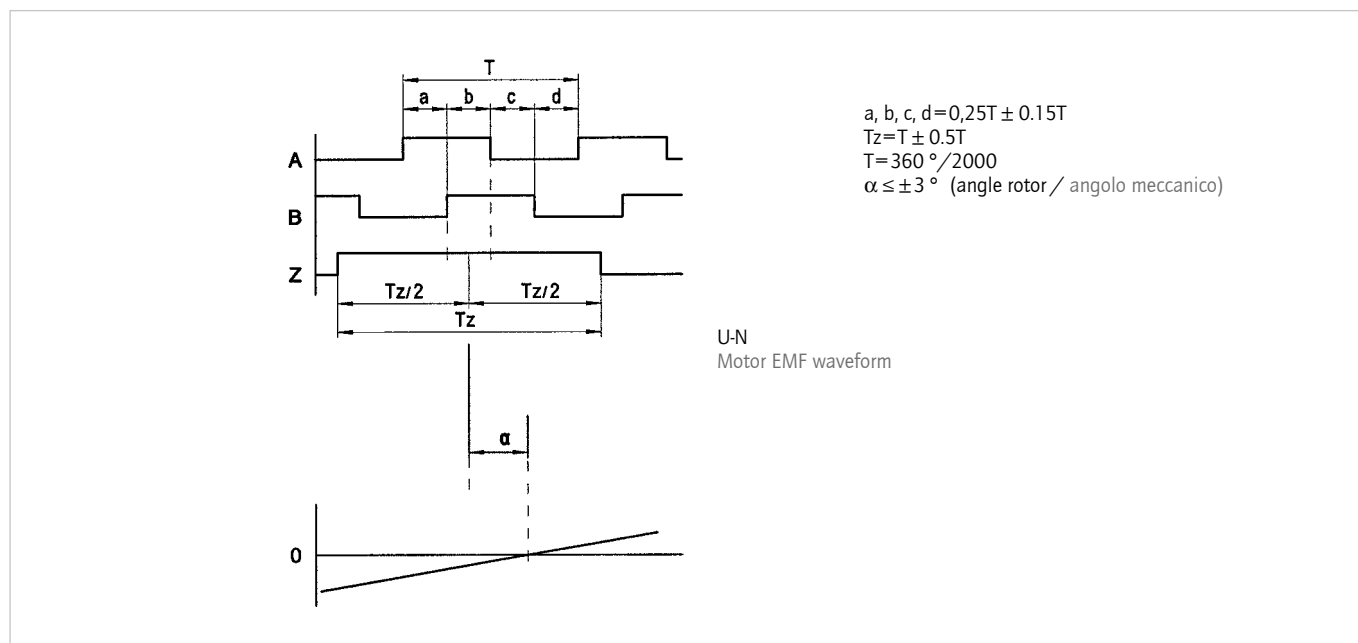 T
a b c d
A
B
Z
Tz/2 Tz/2
Tz
α
0
a, b, c, d=0,25T ± 0.15T
Tz=T ± 0.5T
T=360 °/2000
α ≤ ±3 ° (angle rotor / angolo meccanico)
U-N
Motor EMF waveform